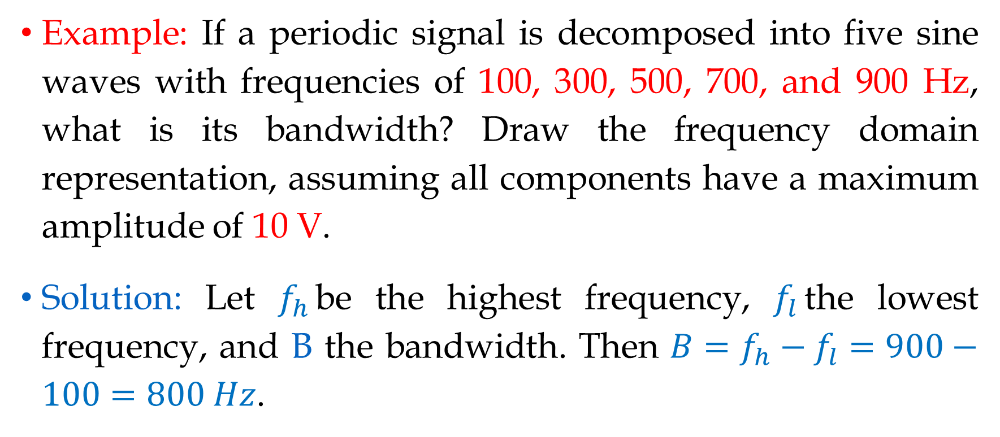 • Example: If a periodic signal is decomposed into five sine
waves with frequencies of 100, 300, 500, 700, and 900 Hz,
what is its bandwidth? Draw the frequency domain
representation, assuming all components have a maximum
amplitude of 10 V.
• Solution: Let f_h be the highest frequency, f_l the lowest
frequency, and B the bandwidth. Then B = f_h − f_l = 900 −
100 = 800 Hz.